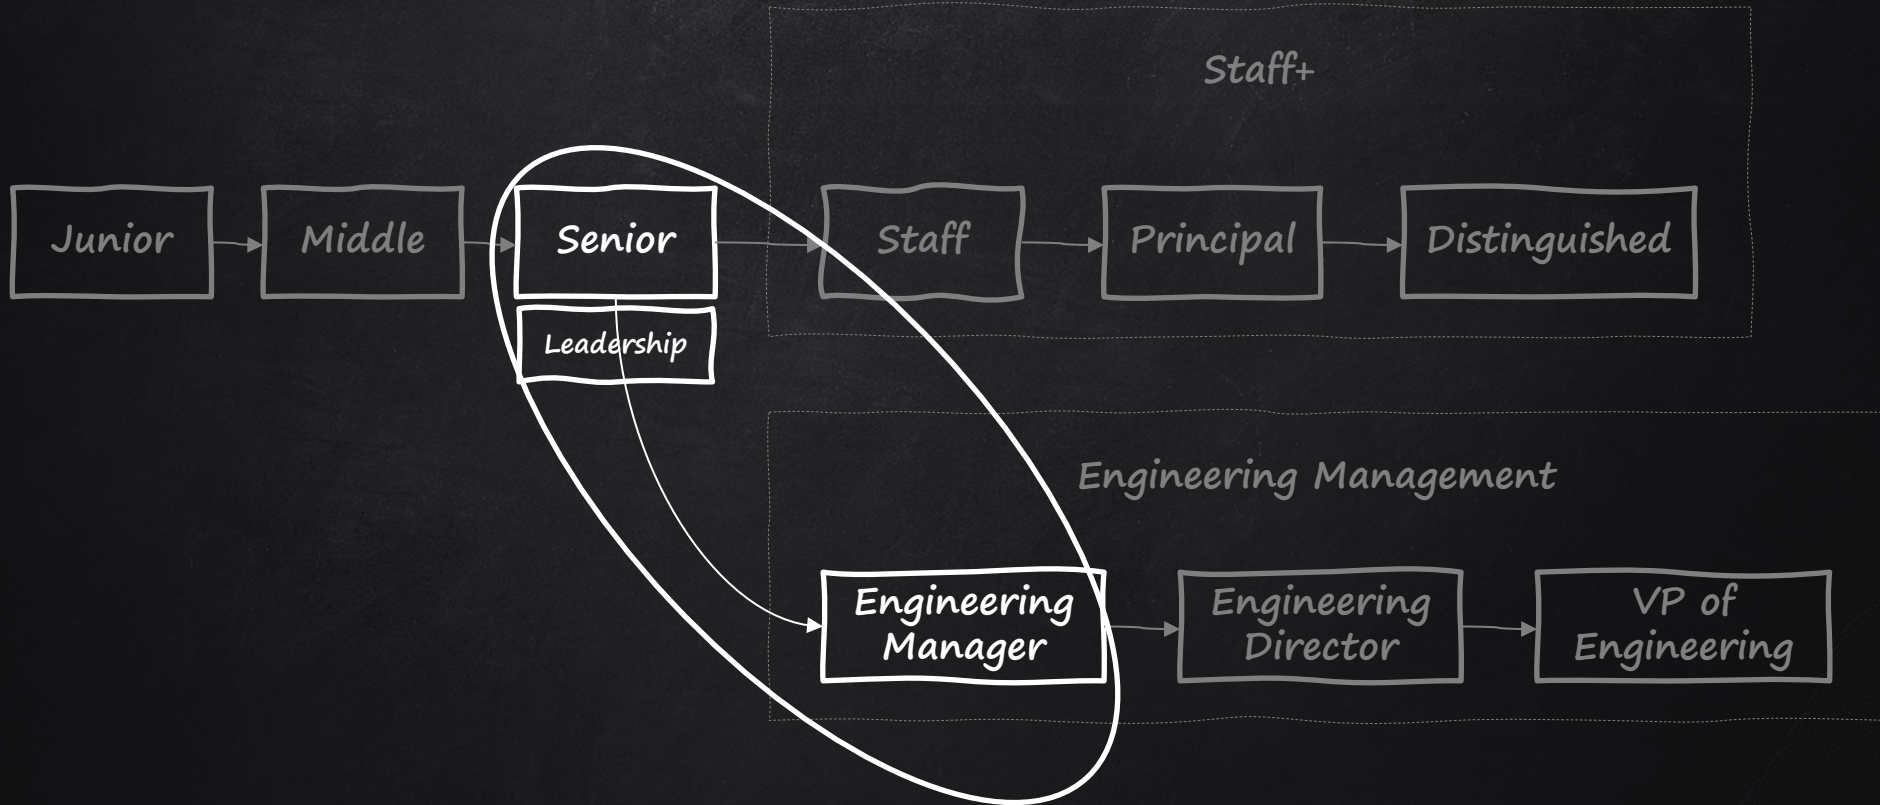 Staff+
Junior
Middle
Senior
Staff
Principal
Distinguished
Leadership
Engineering Management
Engineering
Manager
Engineering
Director
VP of
Engineering